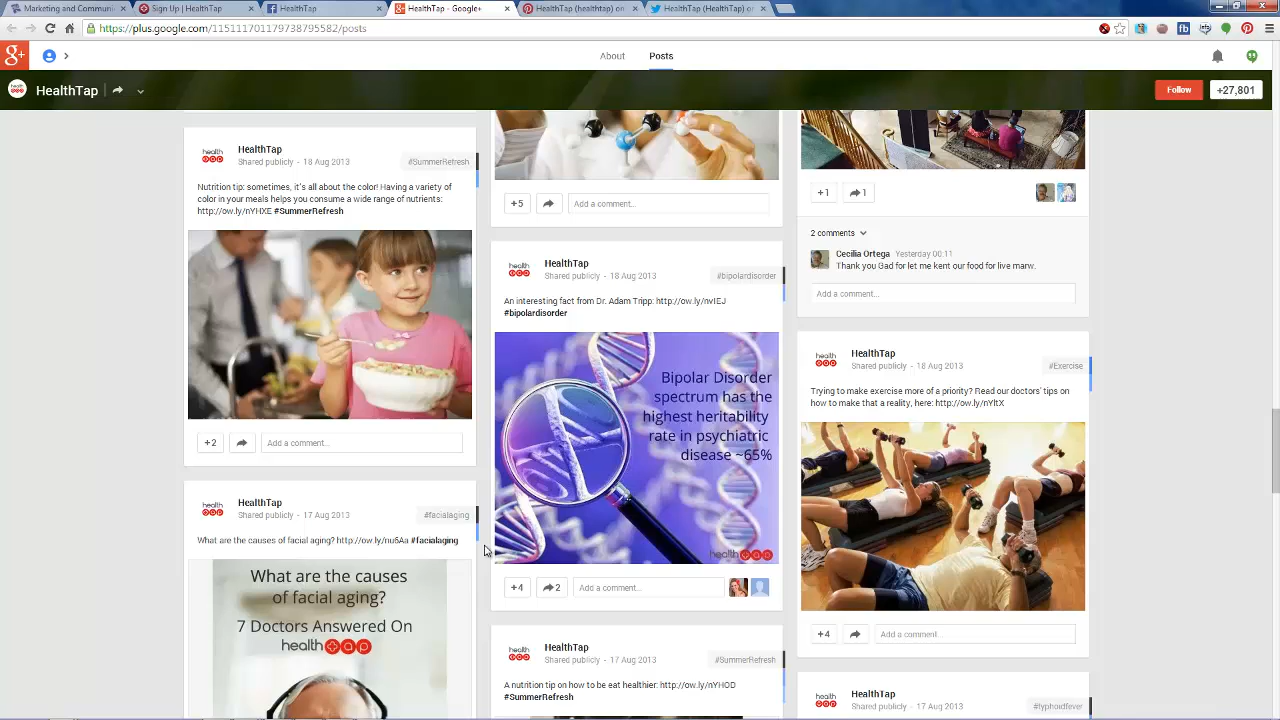 Marketing and Communi
Sign Up | HealthTap
HealthTap
HealthTap - Google+
HealthTap (healthtap) on
HealthTap (HealthTap) on
https://plus.google.com/115111701179738795582/posts
g+
About
Posts
HealthTap
Follow
+27,801
HealthTap
Shared publicly - 18 Aug 2013
#SummerRefresh
Nutrition tip: sometimes, it's all about the color! Having a variety of
color in your meals helps you consume a wide range of nutrients:
http://ow.ly/nYHXE #SummerRefresh
+2
Add a comment...
HealthTap
Shared publicly - 17 Aug 2013
#facialaging
What are the causes of facial aging? http://ow.ly/nu6Aa #facialaging
What are the causes
of facial aging?
7 Doctors Answered On
health tap
+5
Add a comment...
HealthTap
Shared publicly - 18 Aug 2013
#bipolardisorder
An interesting fact from Dr. Adam Tripp: http://ow.ly/nvIEJ
#bipolardisorder
Bipolar Disorder
spectrum has the
highest heritability
rate in psychiatric
disease ~65%
health tap
+4
2
Add a comment...
HealthTap
Shared publicly - 17 Aug 2013
#SummerRefresh
A nutrition tip on how to be eat healthier: http://ow.ly/nYHOD
#SummerRefresh
+1
1
2 comments
Cecilia Ortega Yesterday 00:11
Thank you Gad for let me kent our food for live marw.
Add a comment...
HealthTap
Shared publicly - 18 Aug 2013
#Exercise
Trying to make exercise more of a priority? Read our doctors' tips on
how to make that a reality, here: http://ow.ly/nYltX
+4
Add a comment...
HealthTap
Shared publicly - 17 Aug 2013
#typhoidfever